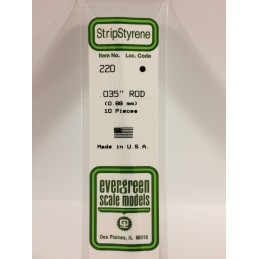 StripStyrene
Item No. Loc. Code
220
.035" ROD
(0.88 mm)
10 Pieces
Made in U.S.A.
evergreen
scale models
Des Plaines, IL 60018